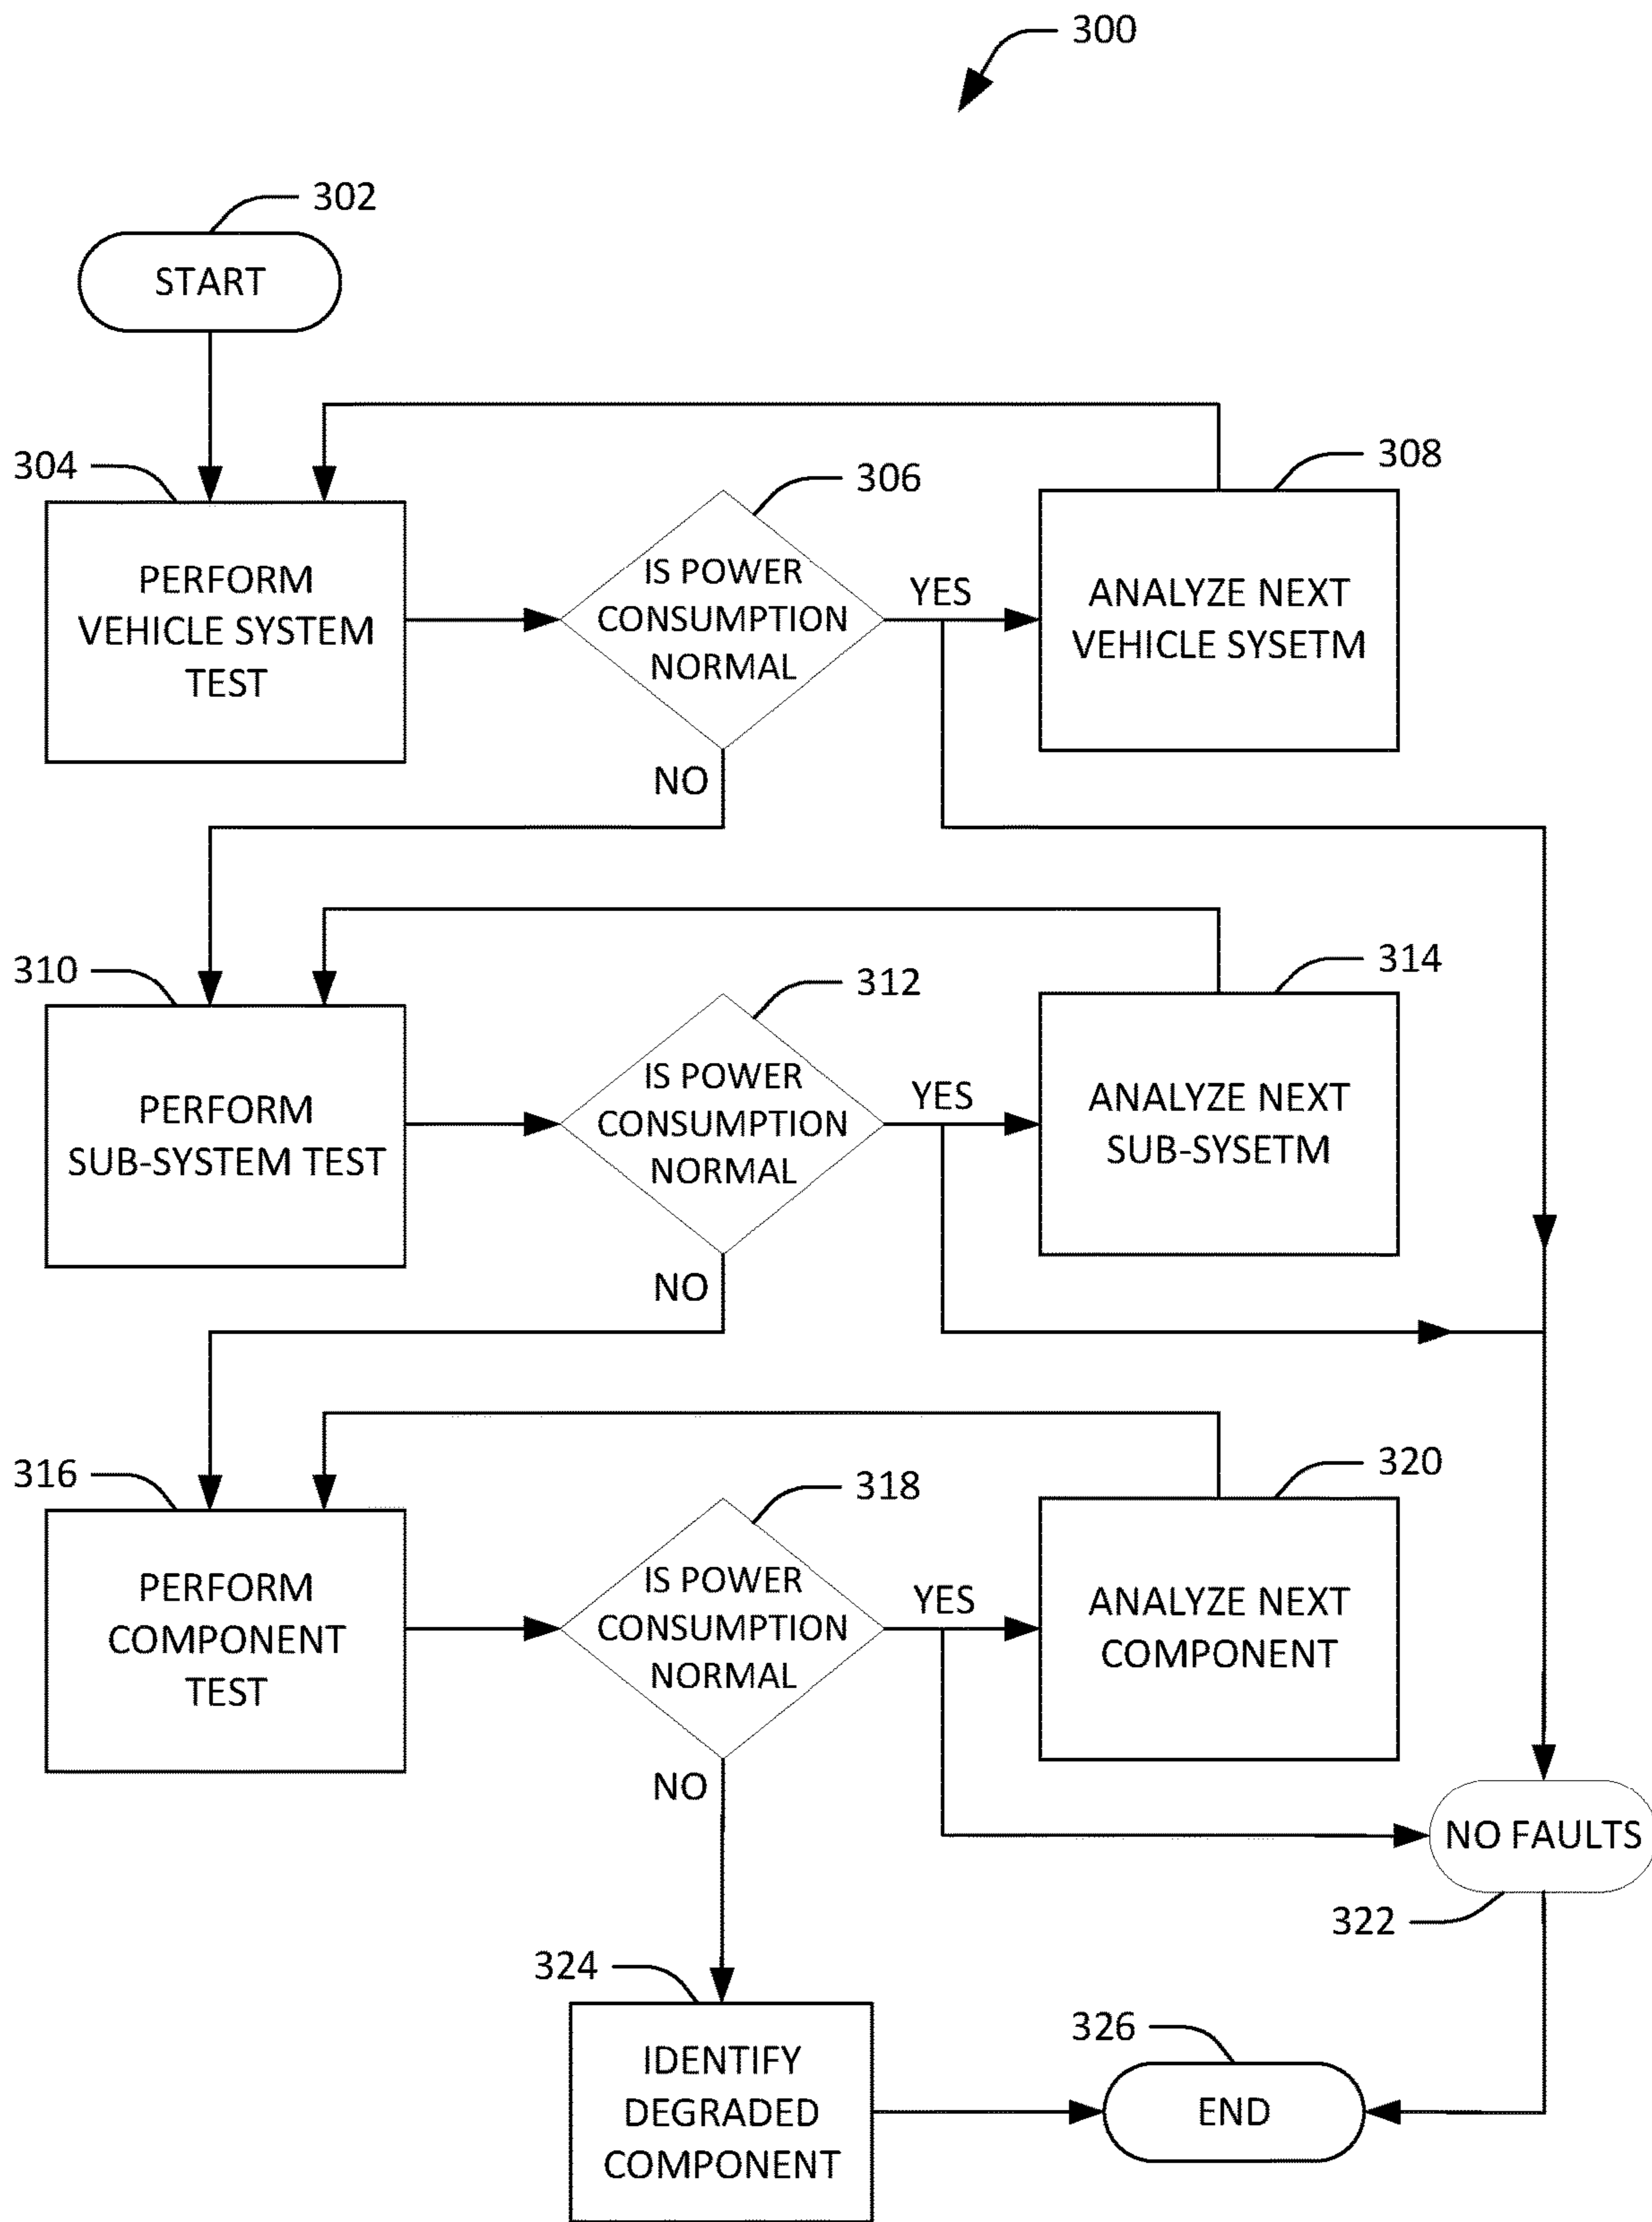 300
302
START
304
306
308
PERFORM
VEHICLE SYSTEM
TEST
IS POWER
CONSUMPTION
NORMAL
YES
ANALYZE NEXT
VEHICLE SYSETM
NO
310
312
314
PERFORM
SUB-SYSTEM TEST
IS POWER
CONSUMPTION
NORMAL
YES
ANALYZE NEXT
SUB-SYSETM
NO
316
318
320
PERFORM
COMPONENT
TEST
IS POWER
CONSUMPTION
NORMAL
YES
ANALYZE NEXT
COMPONENT
NO
NO FAULTS
322
324
IDENTIFY
DEGRADED
COMPONENT
326
END